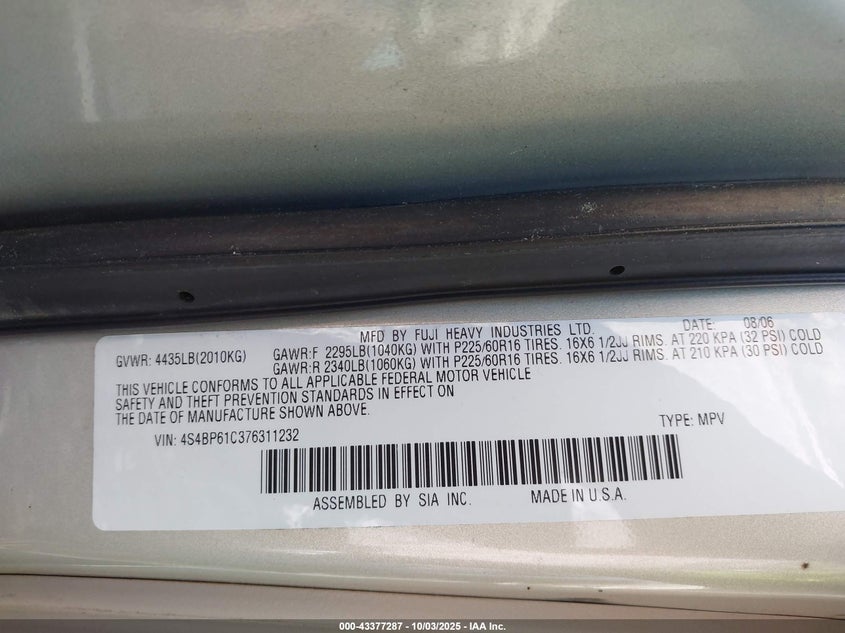 MFD BY FUJI HEAVY INDUSTRIES LTD. DATE: 08/06
GVWR: 4435LB(2010KG) GAWR:F 2295LB(1040KG) WITH P225/60R16 TIRES. 16X6 1/2JJ RIMS. AT 220 KPA (32 PSI) COLD
GAWR:R 2340LB(1060KG) WITH P225/60R16 TIRES. 16X6 1/2JJ RIMS. AT 210 KPA (30 PSI) COLD
THIS VEHICLE CONFORMS TO ALL APPLICABLE FEDERAL MOTOR VEHICLE
SAFETY AND THEFT PREVENTION STANDARDS IN EFFECT ON
THE DATE OF MANUFACTURE SHOWN ABOVE.
VIN: 4S4BP61C376311232 TYPE: MPV
ASSEMBLED BY SIA INC. MADE IN U.S.A.
000-43377287 - 10/03/2025 - IAA Inc.